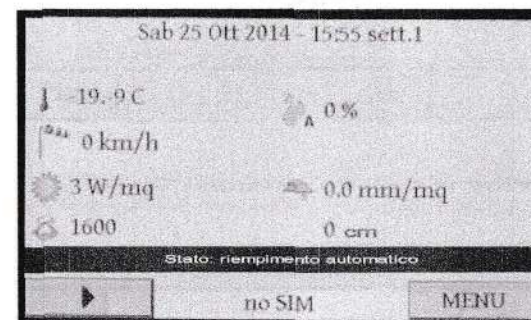 Sab 25 Ott 2014 - 15:55 sett.1
-19.-9 C
A 0 %
0 km/h
3 W/mq
0.0 mm/mq
1600
0 cm
Stato: riempimento automatico
no SIM
MENU